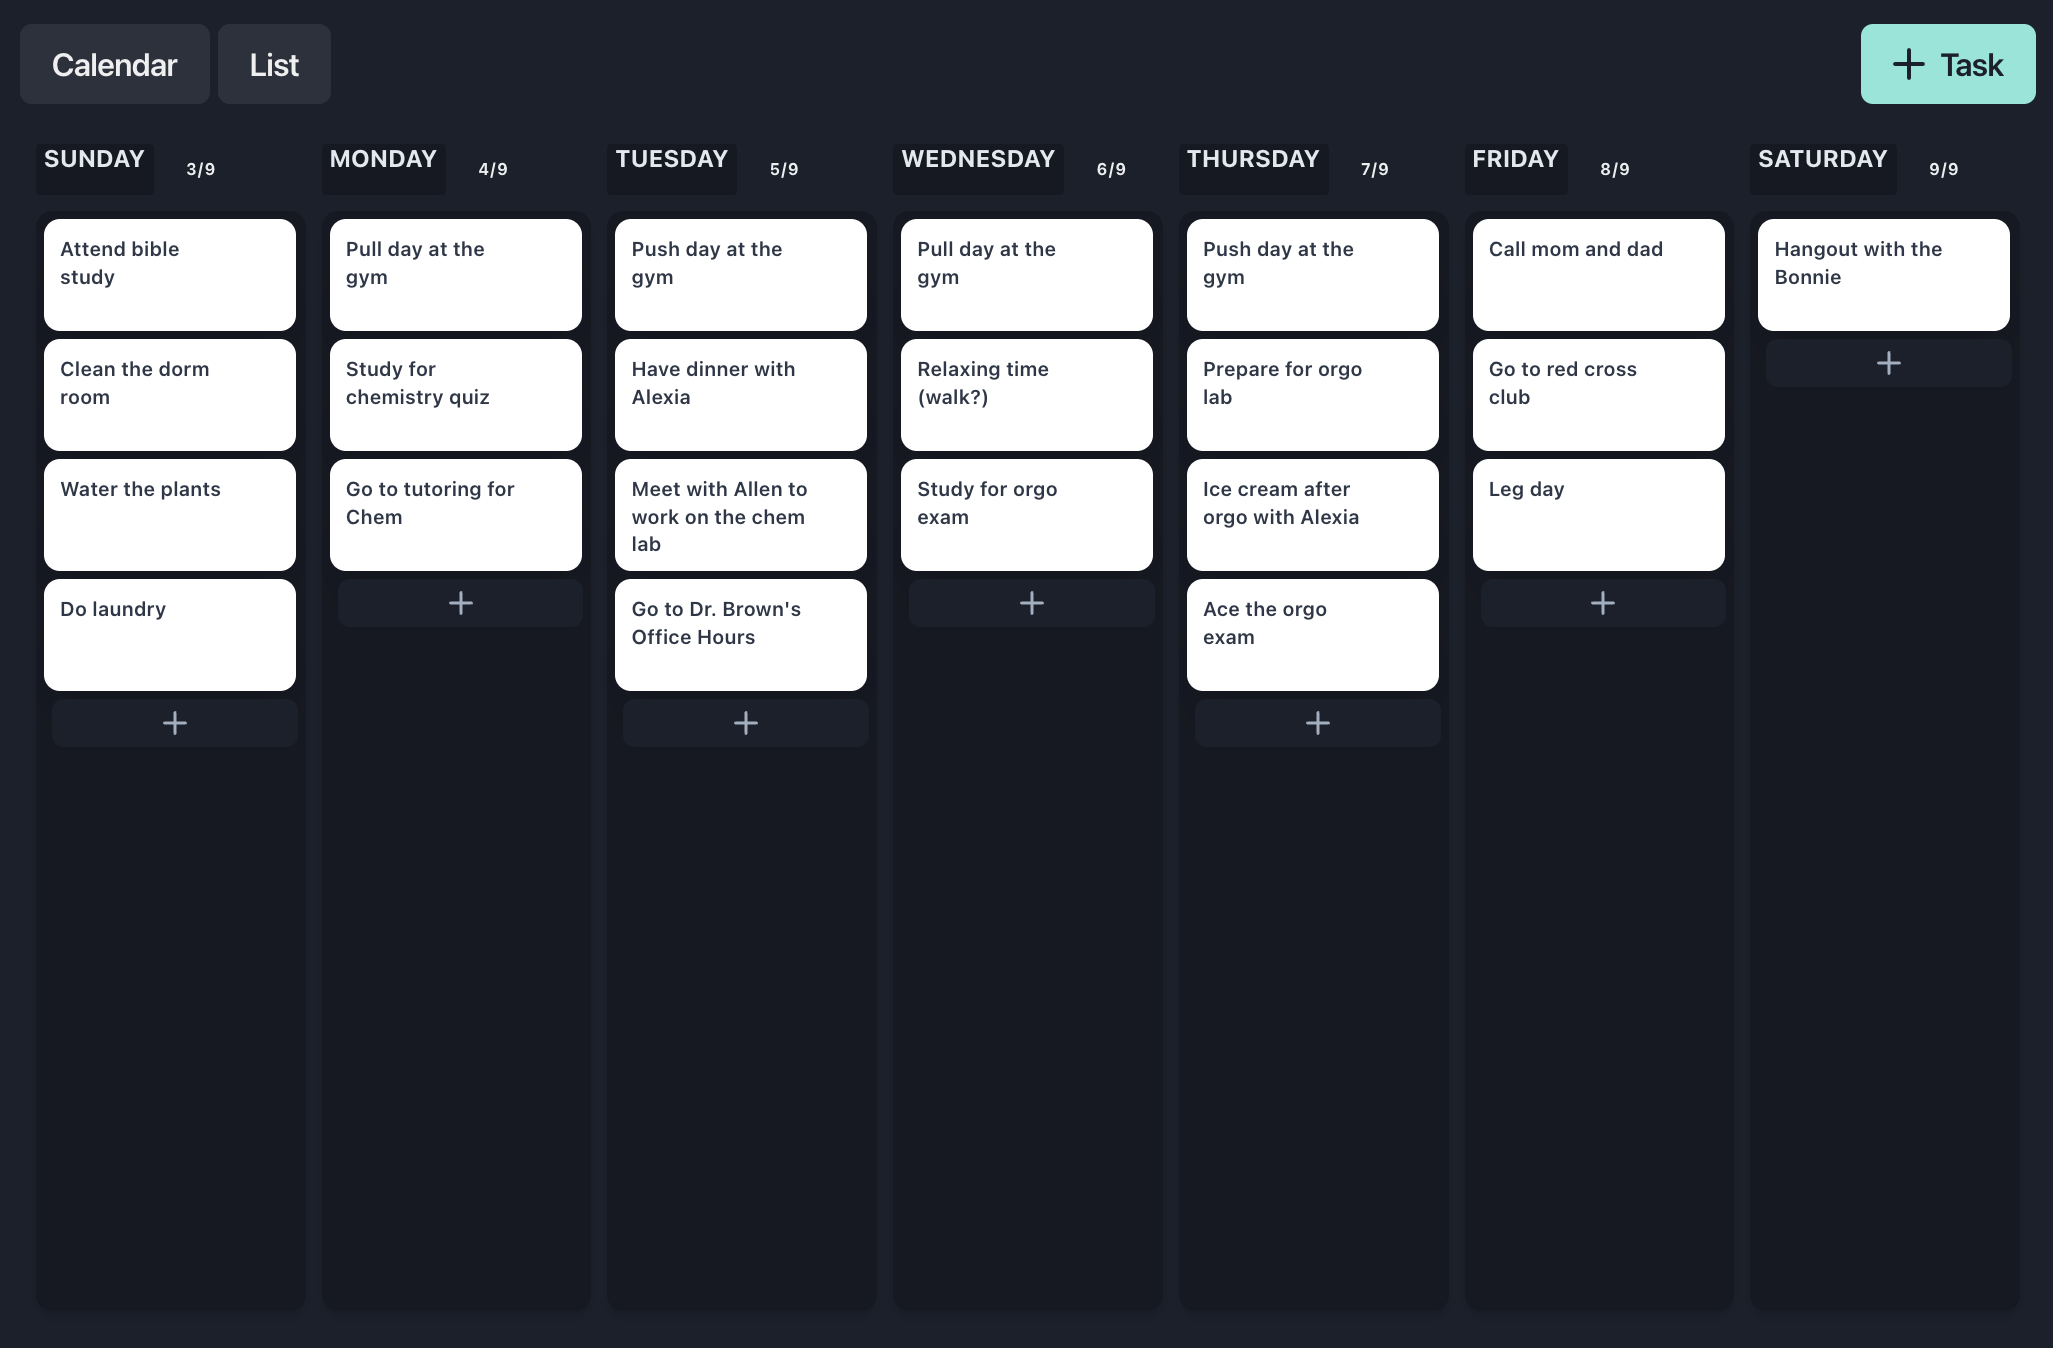 Calendar
List
+ Task
SUNDAY 3/9
Attend bible
study
Clean the dorm
room
Water the plants
Do laundry
+
MONDAY 4/9
Pull day at the
gym
Study for
chemistry quiz
Go to tutoring for
Chem
+
TUESDAY 5/9
Push day at the
gym
Have dinner with
Alexia
Meet with Allen to
work on the chem
lab
Go to Dr. Brown's
Office Hours
+
WEDNESDAY 6/9
Pull day at the
gym
Relaxing time
(walk?)
Study for orgo
exam
+
THURSDAY 7/9
Push day at the
gym
Prepare for orgo
lab
Ice cream after
orgo with Alexia
Ace the orgo
exam
+
FRIDAY 8/9
Call mom and dad
Go to red cross
club
Leg day
+
SATURDAY 9/9
Hangout with the
Bonnie
+